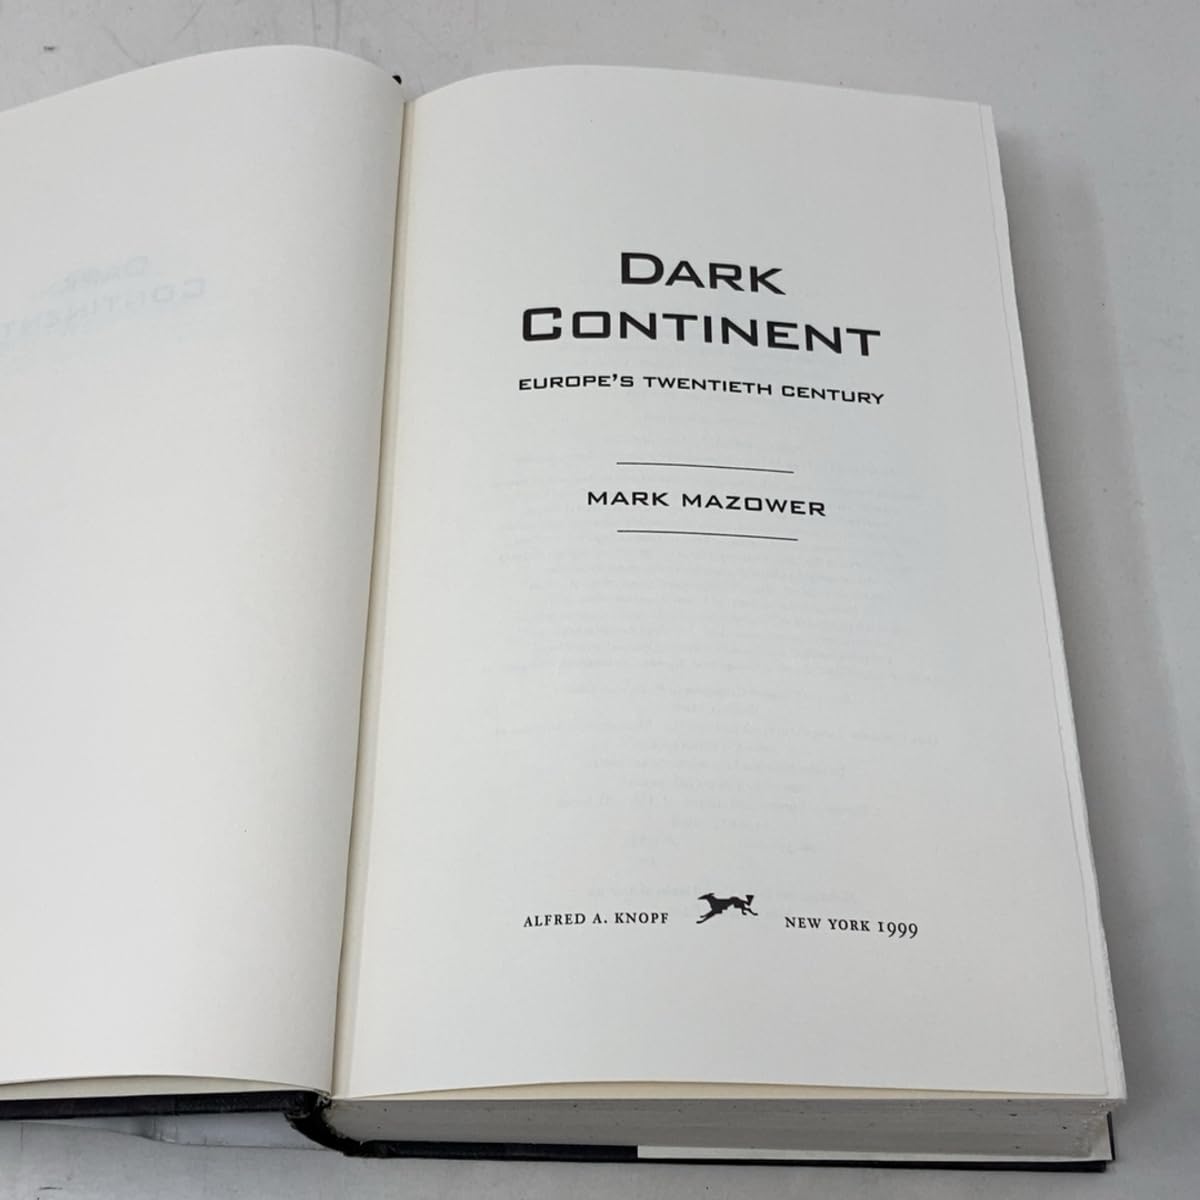 DARK
CONTINENT
EUROPE'S TWENTIETH CENTURY
MARK MAZOWER
ALFRED A. KNOPF NEW YORK 1999